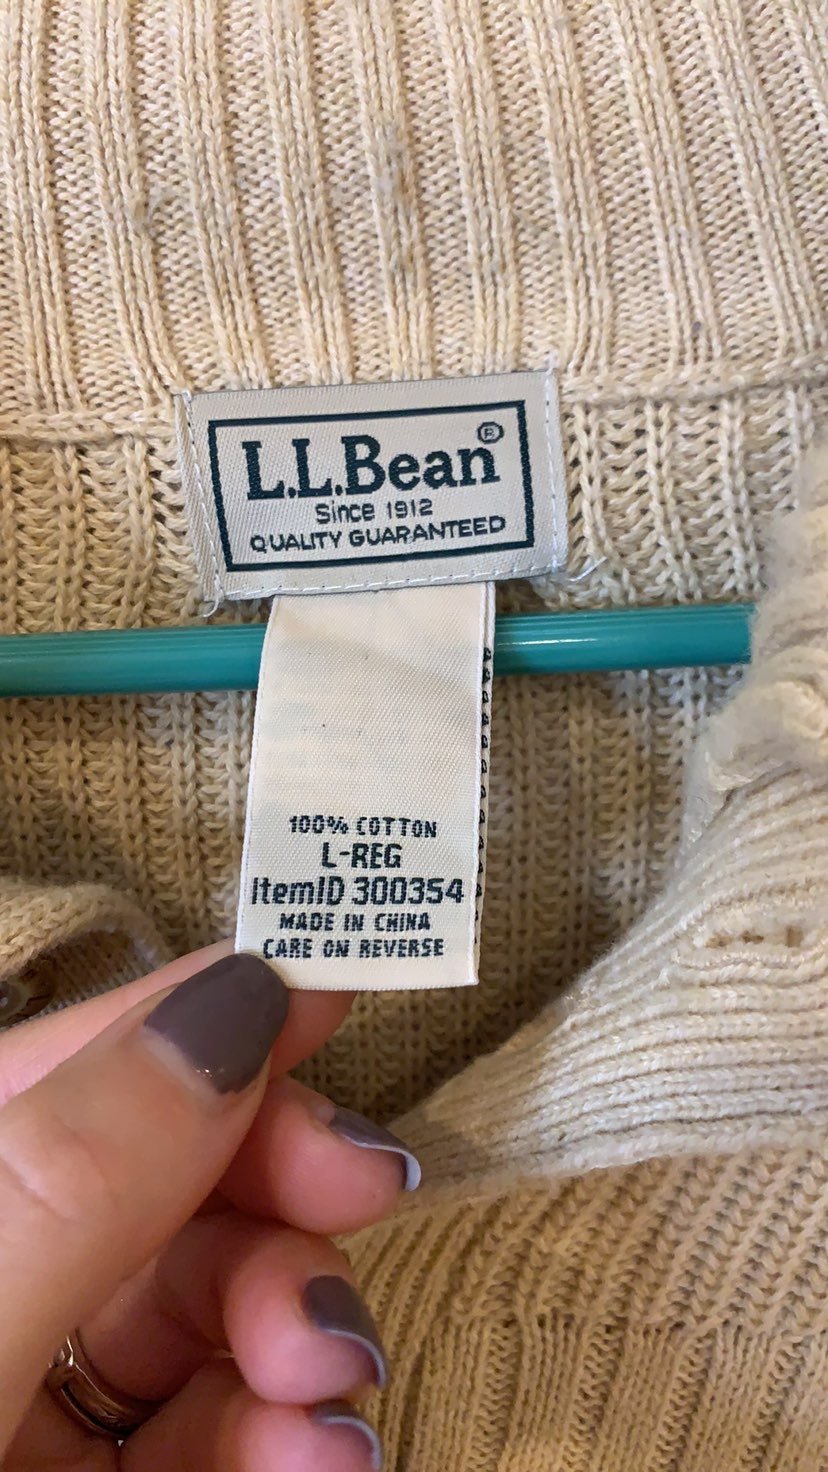 L.L.Bean®
Since 1912
QUALITY GUARANTEED
100% COTTON
L-REG
ItemID 300354
MADE IN CHINA
CARE ON REVERSE